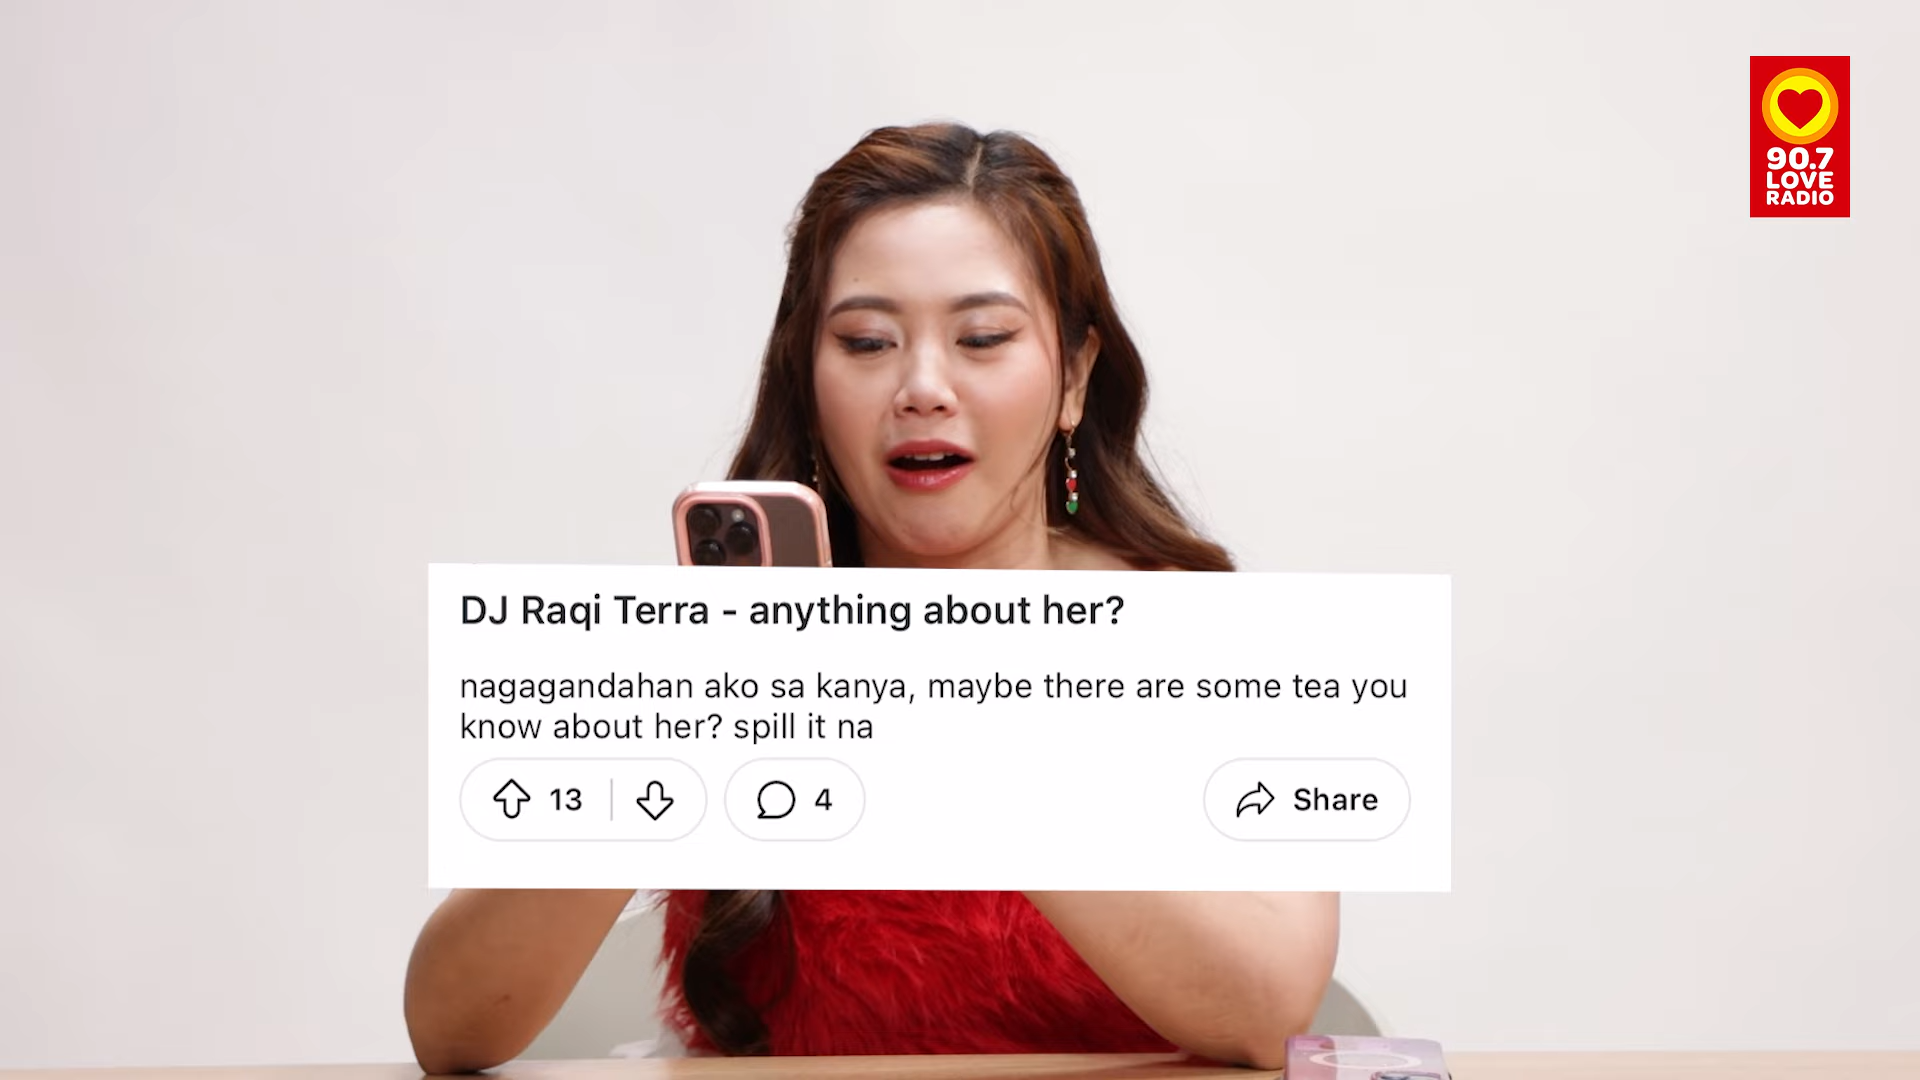 90.7
LOVE
RADIO
DJ Raqi Terra - anything about her?
nagagandahan ako sa kanya, maybe there are some tea you
know about her? spill it na
13
4
Share